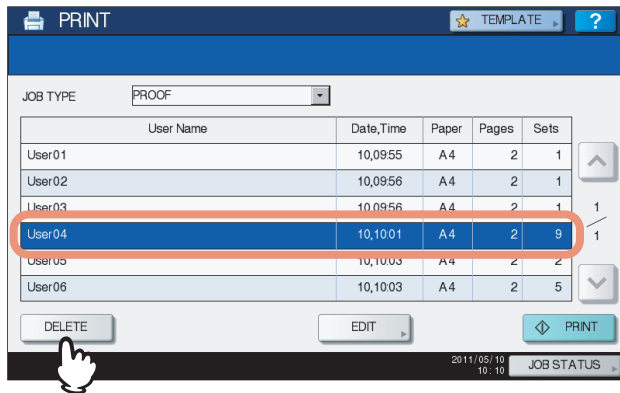 PRINT
TEMPLATE
?
JOB TYPE PROOF
User Name Date,Time Paper Pages Sets
User01 10,09:55 A4 2 1
User02 10,09:56 A4 2 1
User03 10,09:56 A4 2 1
User04 10,10:01 A4 2 9
User05 10,10:03 A4 2 2
User06 10,10:03 A4 2 5
1
1
DELETE EDIT PRINT
2011/05/10
10:10
JOB STATUS